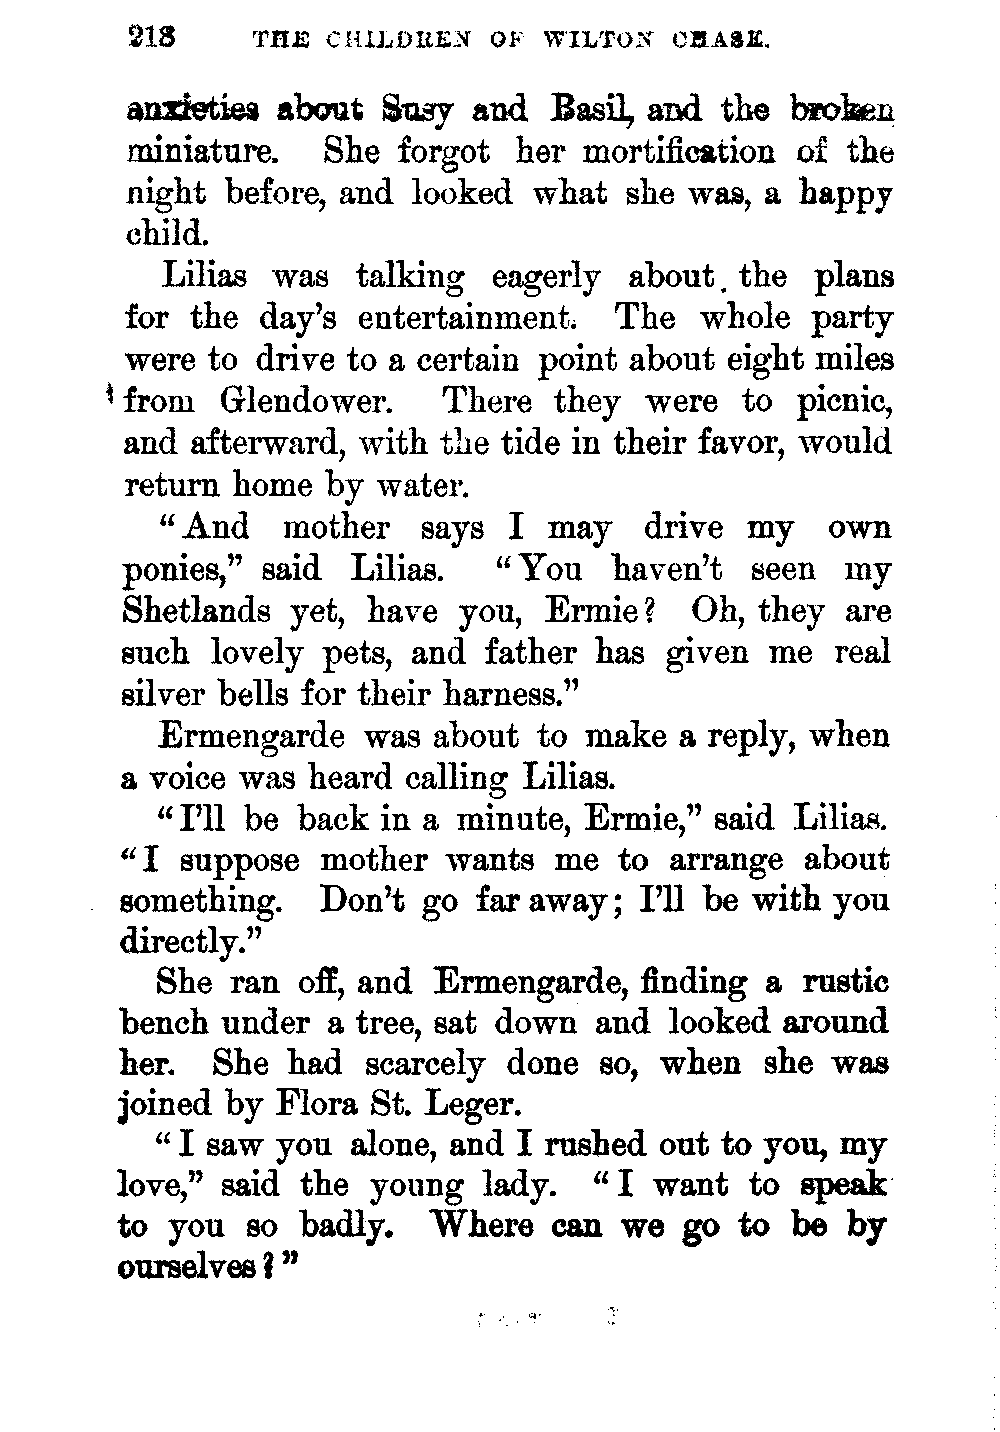 218 THE CHILDREN OF WILTON CHASE.
anxieties about Susy and Basil, and the broken
miniature. She forgot her mortification of the
night before, and looked what she was, a happy
child.
Lilias was talking eagerly about the plans
for the day's entertainment. The whole party
were to drive to a certain point about eight miles
from Glendower. There they were to picnic,
and afterward, with the tide in their favor, would
return home by water.
"And mother says I may drive my own
ponies," said Lilias. "You haven't seen my
Shetlands yet, have you, Ermie? Oh, they are
such lovely pets, and father has given me real
silver bells for their harness."
Ermengarde was about to make a reply, when
a voice was heard calling Lilias.
"I'll be back in a minute, Ermie," said Lilias.
"I suppose mother wants me to arrange about
something. Don't go far away; I'll be with you
directly."
She ran off, and Ermengarde, finding a rustic
bench under a tree, sat down and looked around
her. She had scarcely done so, when she was
joined by Flora St. Leger.
"I saw you alone, and I rushed out to you, my
love," said the young lady. "I want to speak
to you so badly. Where can we go to be by
ourselves?"